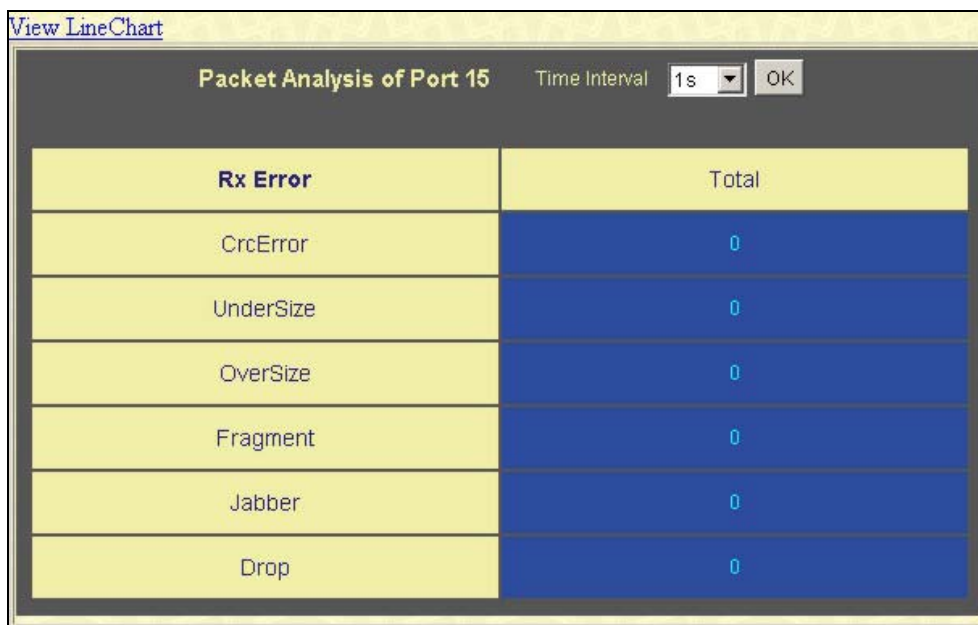 View LineChart
Packet Analysis of Port 15 Time Interval 1s OK
Rx Error Total
CrcError 0
UnderSize 0
OverSize 0
Fragment 0
Jabber 0
Drop 0